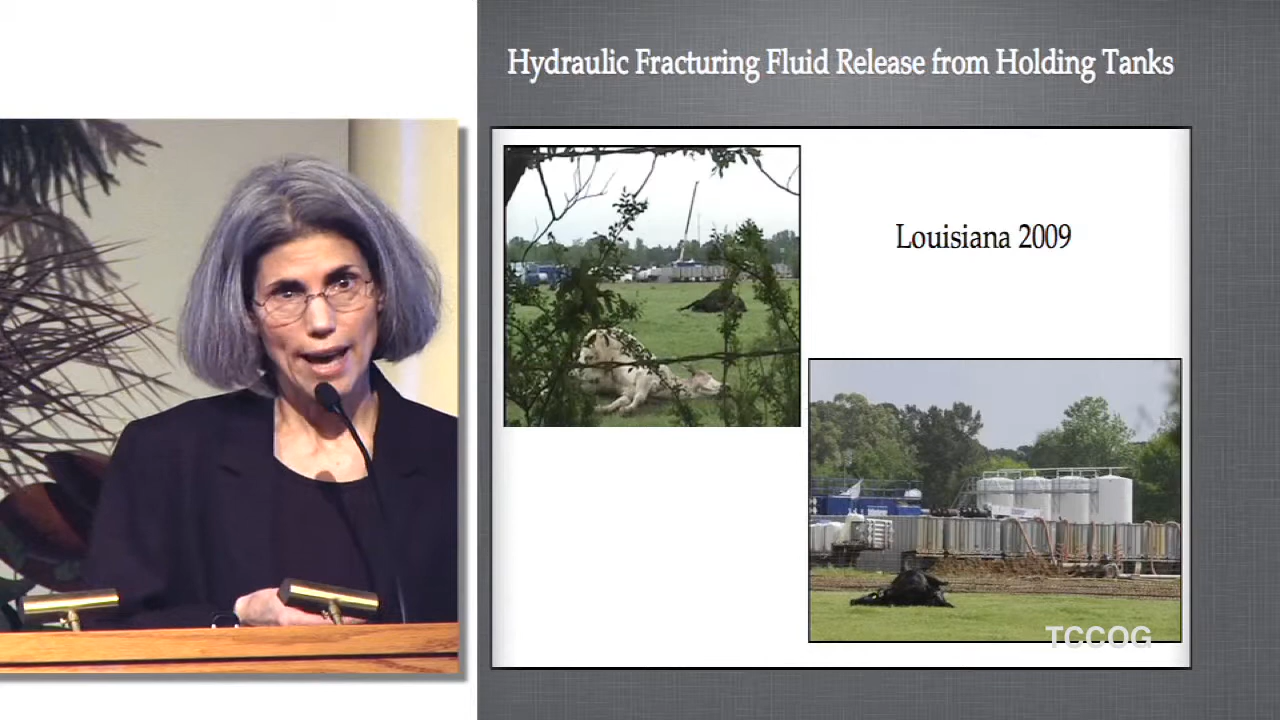 Hydraulic Fracturing Fluid Release from Holding Tanks
Louisiana 2009
TCCOG